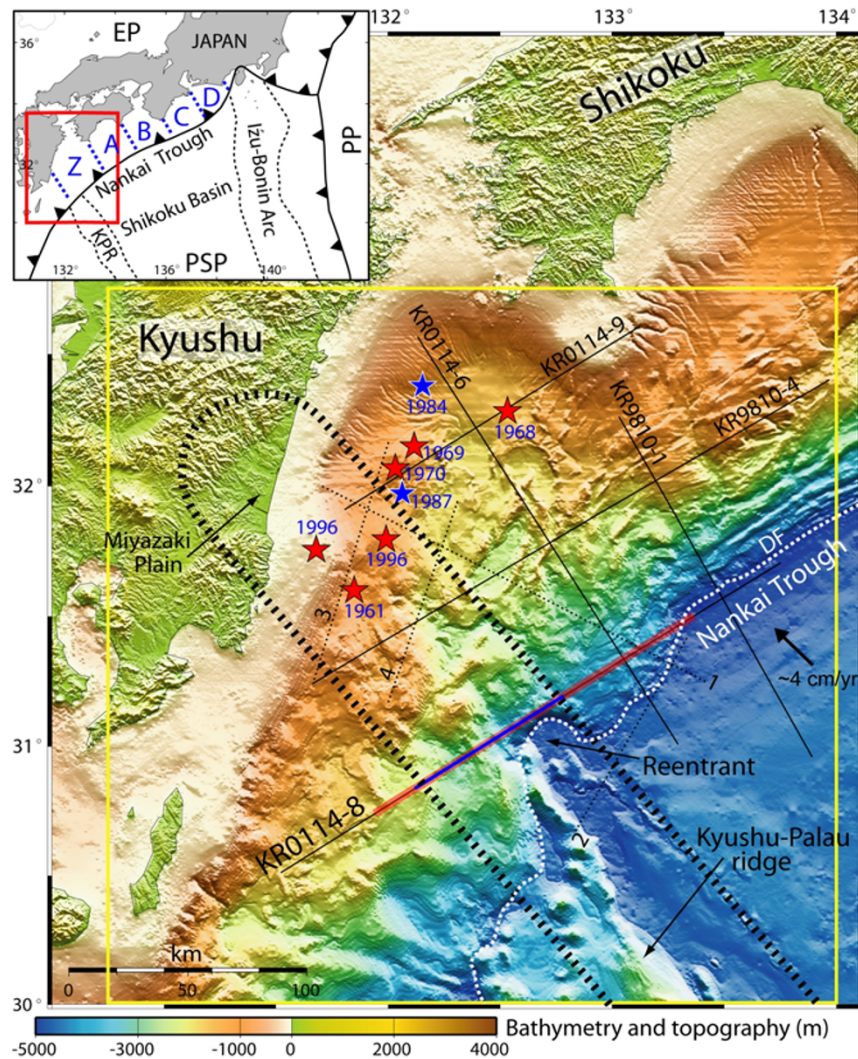 132
133
134°
36°
EP
JAPAN
D
C
B
A
Z
32°
Nankai Trough
Shikoku Basin
Izu-Bonin Arc
PP
KPR
132°
136°
140°
PSP
Shikoku
Kyushu
KR0114-6
KR0114-9
1984
1968
KR9810-1
KR9810-4
1969
1970
32°
1987
1996
1996
Miyazaki
Plain
1961
3
4
DF
Nankai Trough
1
~4 cm/yr
31°
Reentrant
KR0114-8
2
Kyushu-Palau
ridge
km
0
50
100
30°
-5000
-3000
-1000
0
2000
4000
Bathymetry and topography (m)